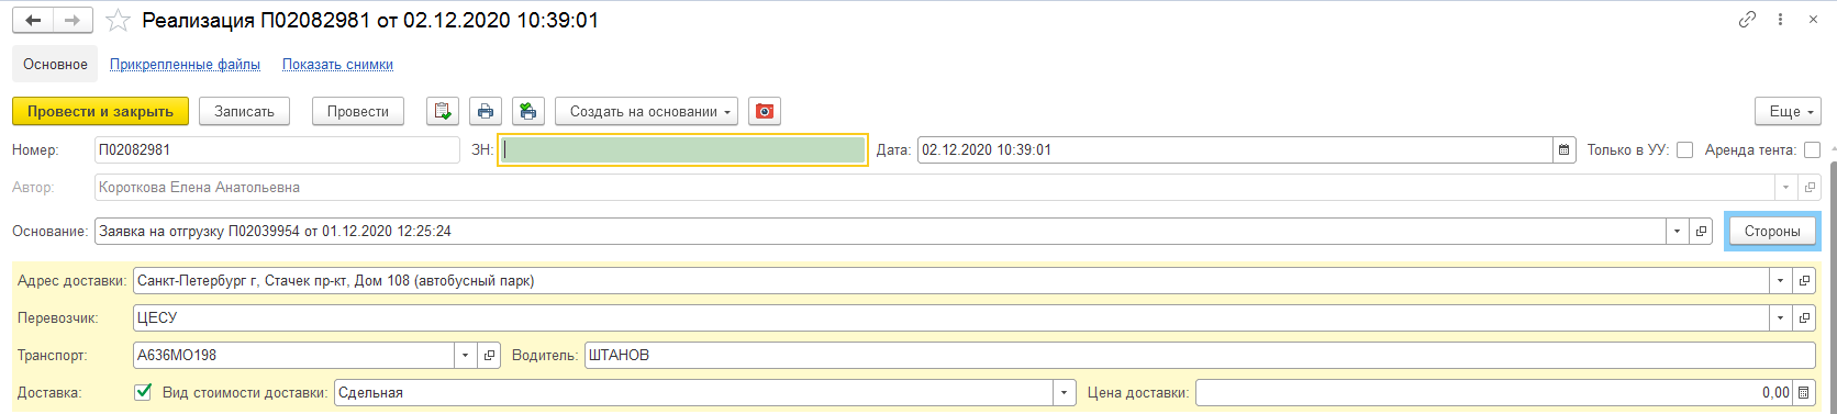 Реализация П02082981 от 02.12.2020 10:39:01
Основное Прикрепленные файлы Показать снимки
Провести и закрыть Записать Провести Создать на основании Еще
Номер: П02082981 ЗН: Дата: 02.12.2020 10:39:01 Только в УУ: Аренда тента:
Автор: Короткова Елена Анатольевна
Основание: Заявка на отгрузку П02039954 от 01.12.2020 12:25:24 Стороны
Адрес доставки: Санкт-Петербург г, Стачек пр-кт, Дом 108 (автобусный парк)
Перевозчик: ЦЕСУ
Транспорт: А636МО198 Водитель: ШТАНОВ
Доставка: Вид стоимости доставки: Сдельная Цена доставки: 0,00